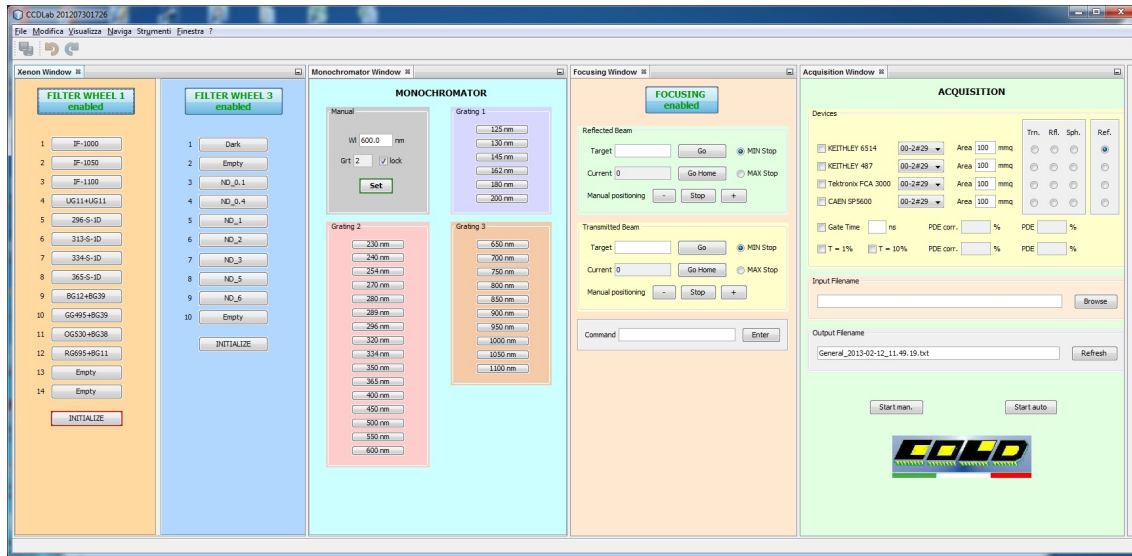 CCDLab 201207301726
File Modifica Visualizza Naviga Strumenti Finestra ?
Xenon Window
FILTER WHEEL 1
enabled
1 IF-1000
2 IF-1050
3 IF-1100
4 UG11+UG11
5 296-S-1D
6 313-S-1D
7 334-S-1D
8 365-S-1D
9 BG12+BG39
10 GG495+BG39
11 OG530+BG38
12 RG695+BG11
13 Empty
14 Empty
INITIALIZE
FILTER WHEEL 3
enabled
1 Dark
2 Empty
3 ND_0.1
4 ND_0.4
5 ND_1
6 ND_2
7 ND_3
8 ND_5
9 ND_6
10 Empty
INITIALIZE
Monochromator Window
MONOCHROMATOR
Manual
Wl 600.0 nm
Grt 2 lock
Set
Grating 1
125 nm
130 nm
145 nm
162 nm
180 nm
200 nm
Grating 2
230 nm
240 nm
254 nm
270 nm
280 nm
289 nm
296 nm
320 nm
334 nm
350 nm
365 nm
400 nm
450 nm
500 nm
550 nm
600 nm
Grating 3
650 nm
700 nm
750 nm
800 nm
850 nm
900 nm
950 nm
1000 nm
1050 nm
1100 nm
Focusing Window
FOCUSING
enabled
Reflected Beam
Target Go MIN Stop
Current 0 Go Home MAX Stop
Manual positioning - Stop +
Transmitted Beam
Target Go MIN Stop
Current 0 Go Home MAX Stop
Manual positioning - Stop +
Command Enter
Acquisition Window
ACQUISITION
Devices
Trn. Rfl. Sph. Ref.
KEITHLEY 6514 00-2#29 Area 100 mmq
KEITHLEY 487 00-2#29 Area 100 mmq
Tektronix FCA 3000 00-2#29 Area 100 mmq
CAEN SP5600 00-2#29 Area 100 mmq
Gate Time ns PDE corr. % PDE %
T = 1% T = 10% PDE corr. % PDE %
Input Filename
Browse
Output Filename
General_2013-02-12_11.49.19.txt Refresh
Start man. Start auto
COLD